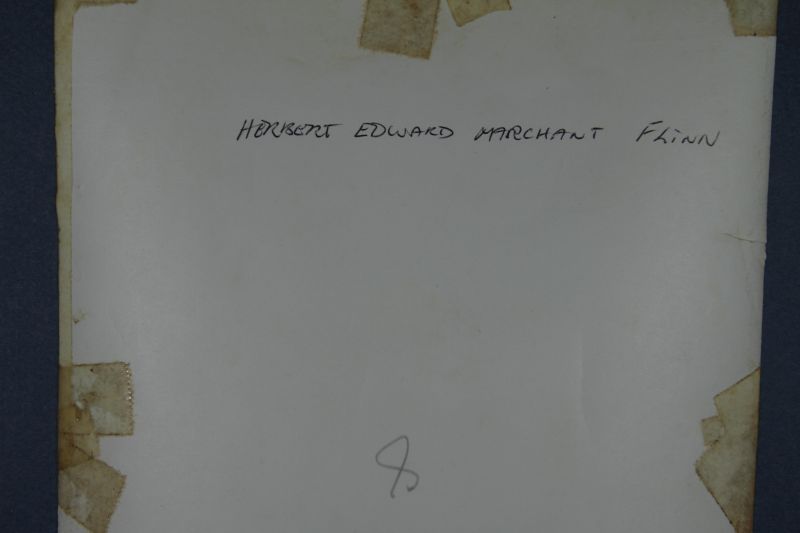 HERBERT EDWARD MARCHANT FLINN
8